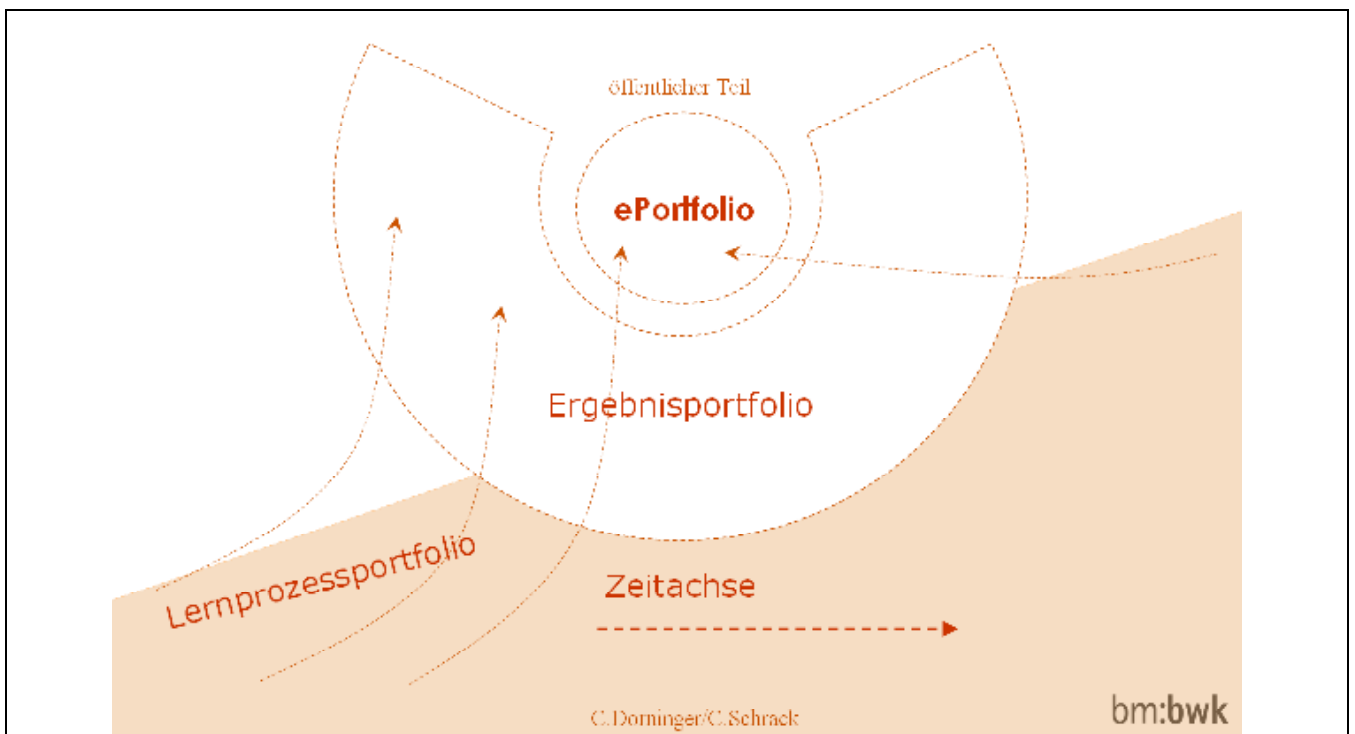 öffentlicher Teil
ePortfolio
Ergebnisportfolio
Lernprozessportfolio
Zeitachse
C.Dorninger/C.Schrack
bm:bwk